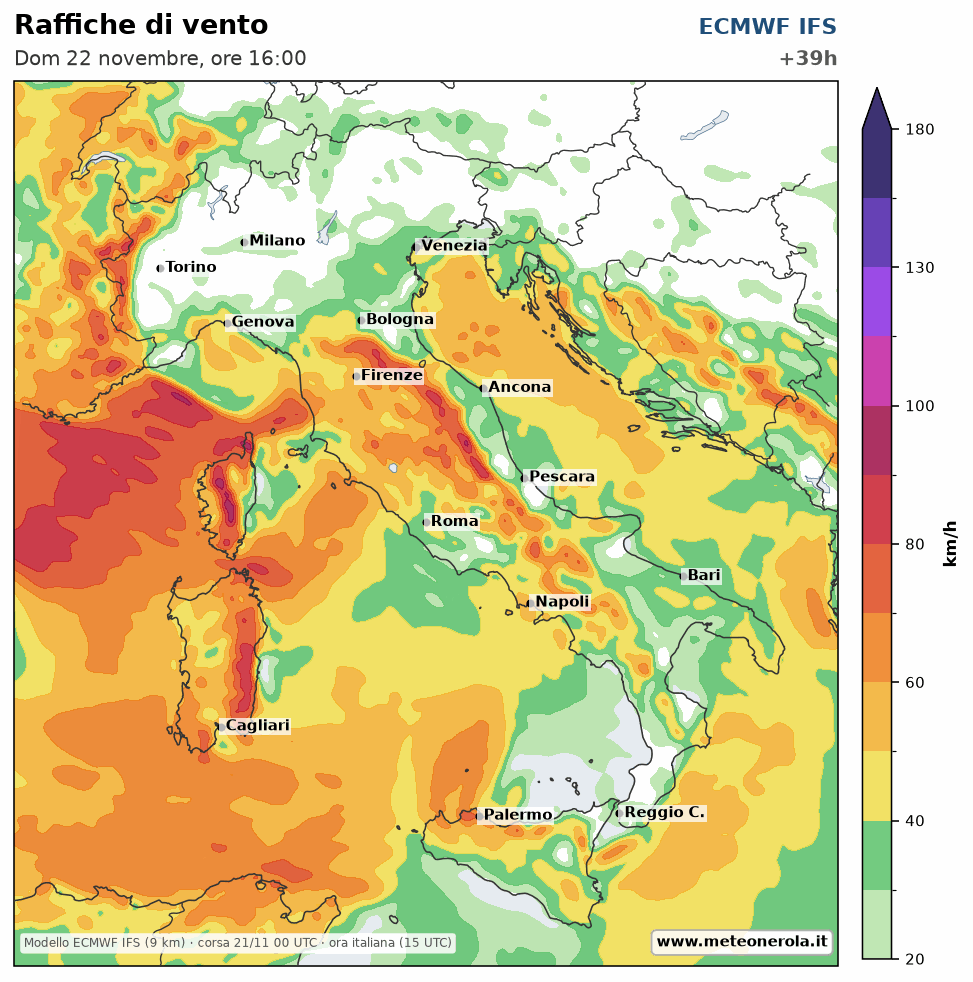 Raffiche di vento
ECMWF IFS
Dom 22 novembre, ore 16:00
+39h
Milano
Venezia
Torino
Genova
Bologna
Firenze
Ancona
Pescara
Roma
Bari
Napoli
Cagliari
Palermo
Reggio C.
Modello ECMWF IFS (9 km) · corsa 21/11 00 UTC · ora italiana (15 UTC)
www.meteonerola.it
180
130
100
80
60
40
20
km/h